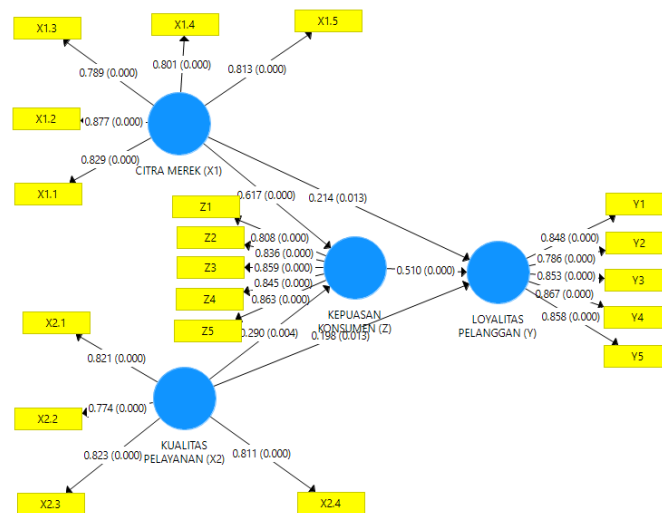 X1.3
X1.4
X1.5
0.789 (0.000)
0.801 (0.000)
0.813 (0.000)
X1.2
0.877 (0.000)
0.829 (0.000)
X1.1
CITRA MEREK (X1)
0.617 (0.000)
0.214 (0.013)
Z1
Z2
Z3
Z4
Z5
0.808 (0.000)
0.836 (0.000)
0.859 (0.000)
0.845 (0.000)
0.863 (0.000)
KEPUASAN
KONSUMEN (Z)
0.510 (0.000)
Y1
Y2
Y3
Y4
Y5
0.848 (0.000)
0.786 (0.000)
0.853 (0.000)
0.867 (0.000)
0.858 (0.000)
LOYALITAS
PELANGGAN (Y)
0.290 (0.004)
0.198 (0.013)
X2.1
0.821 (0.000)
X2.2
0.774 (0.000)
0.823 (0.000)
0.811 (0.000)
KUALITAS
PELAYANAN (X2)
X2.3
X2.4